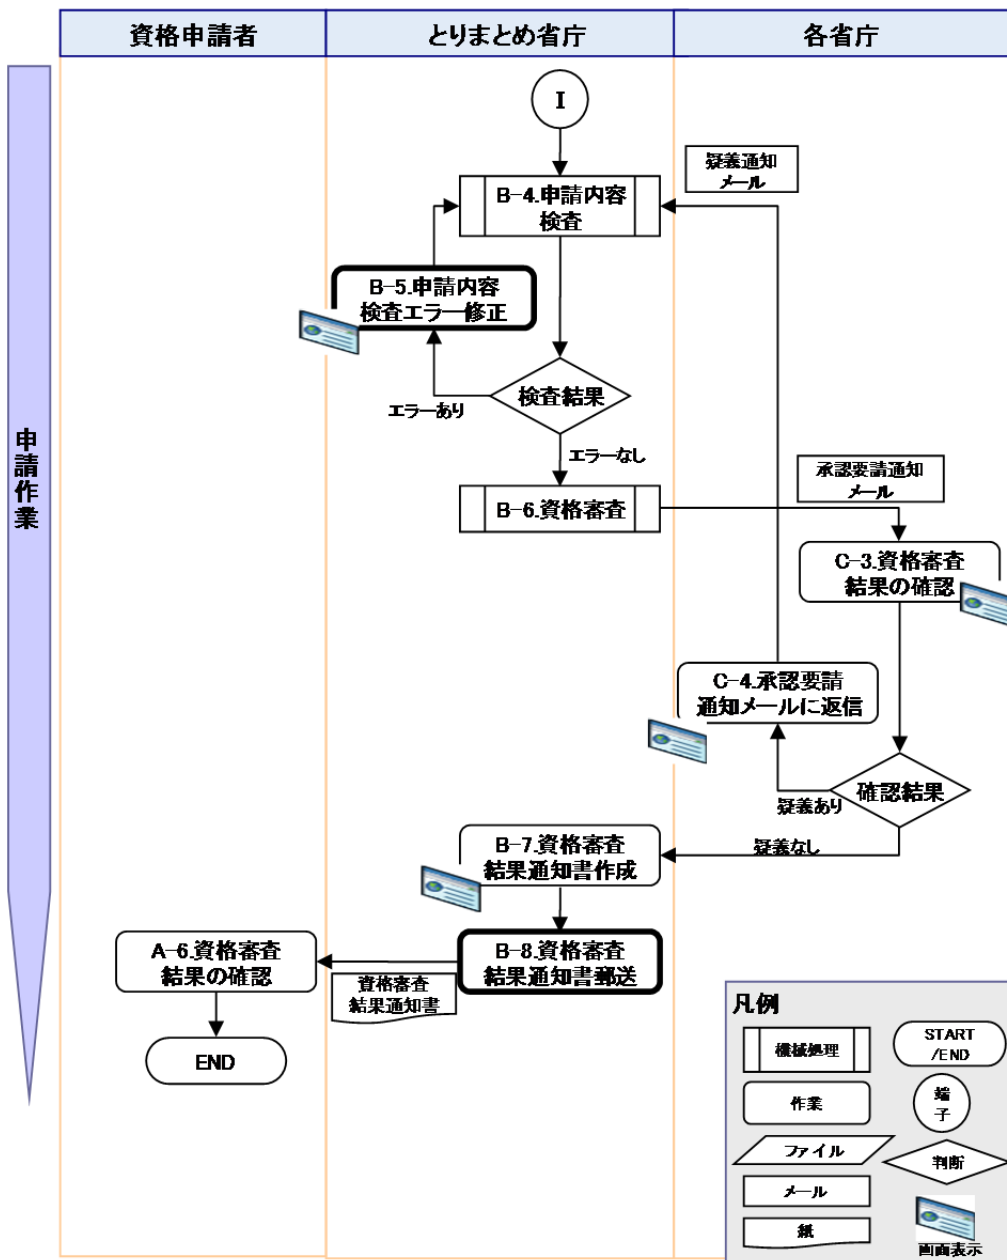 資格申請者
とりまとめ省庁
各省庁
申請作業
I
疑義通知
メール
B-4.申請内容
検査
B-5.申請内容
検査エラー修正
検査結果
エラーあり
エラーなし
承認要請通知
メール
B-6.資格審査
C-3.資格審査
結果の確認
C-4.承認要請
通知メールに返信
確認結果
疑義あり
疑義なし
B-7.資格審査
結果通知書作成
B-8.資格審査
結果通知書郵送
資格審査
結果通知書
A-6.資格審査
結果の確認
END
凡例
機械処理
START
/END
作業
端
子
ファイル
判断
メール
紙
画面表示